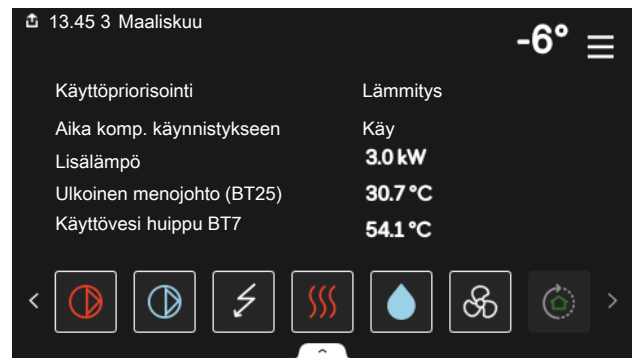 13.45 3 Maaliskuu
-6°
Käyttöpriorisointi Lämmitys
Aika komp. käynnistykseen Käy
Lisälämpö 3.0 kW
Ulkoinen menojohto (BT25) 30.7 °C
Käyttövesi huippu BT7 54.1 °C